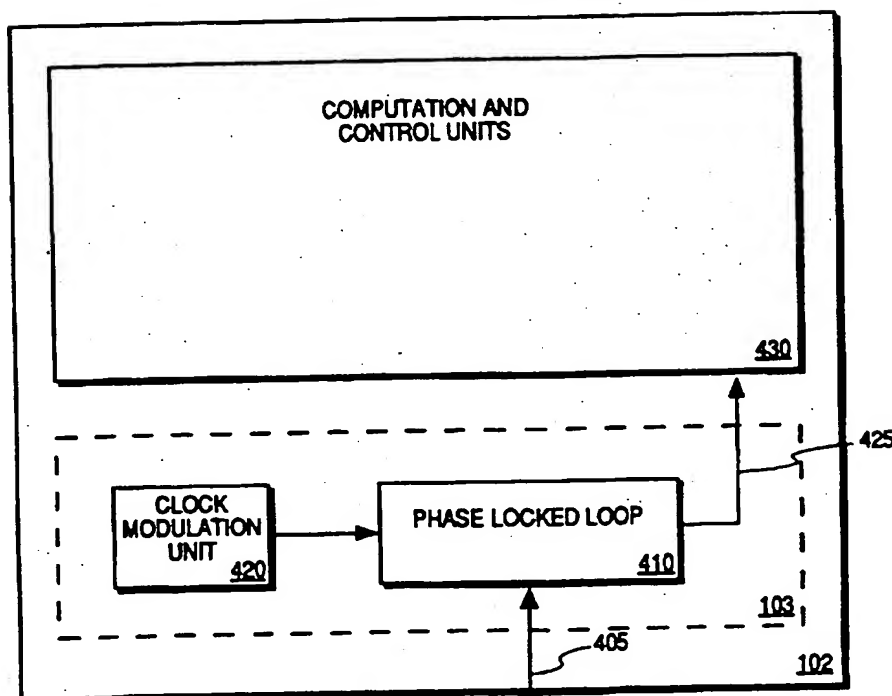 COMPUTATION AND
CONTROL UNITS
430
425
CLOCK
MODULATION
UNIT
420
PHASE LOCKED LOOP
410
103
405
102